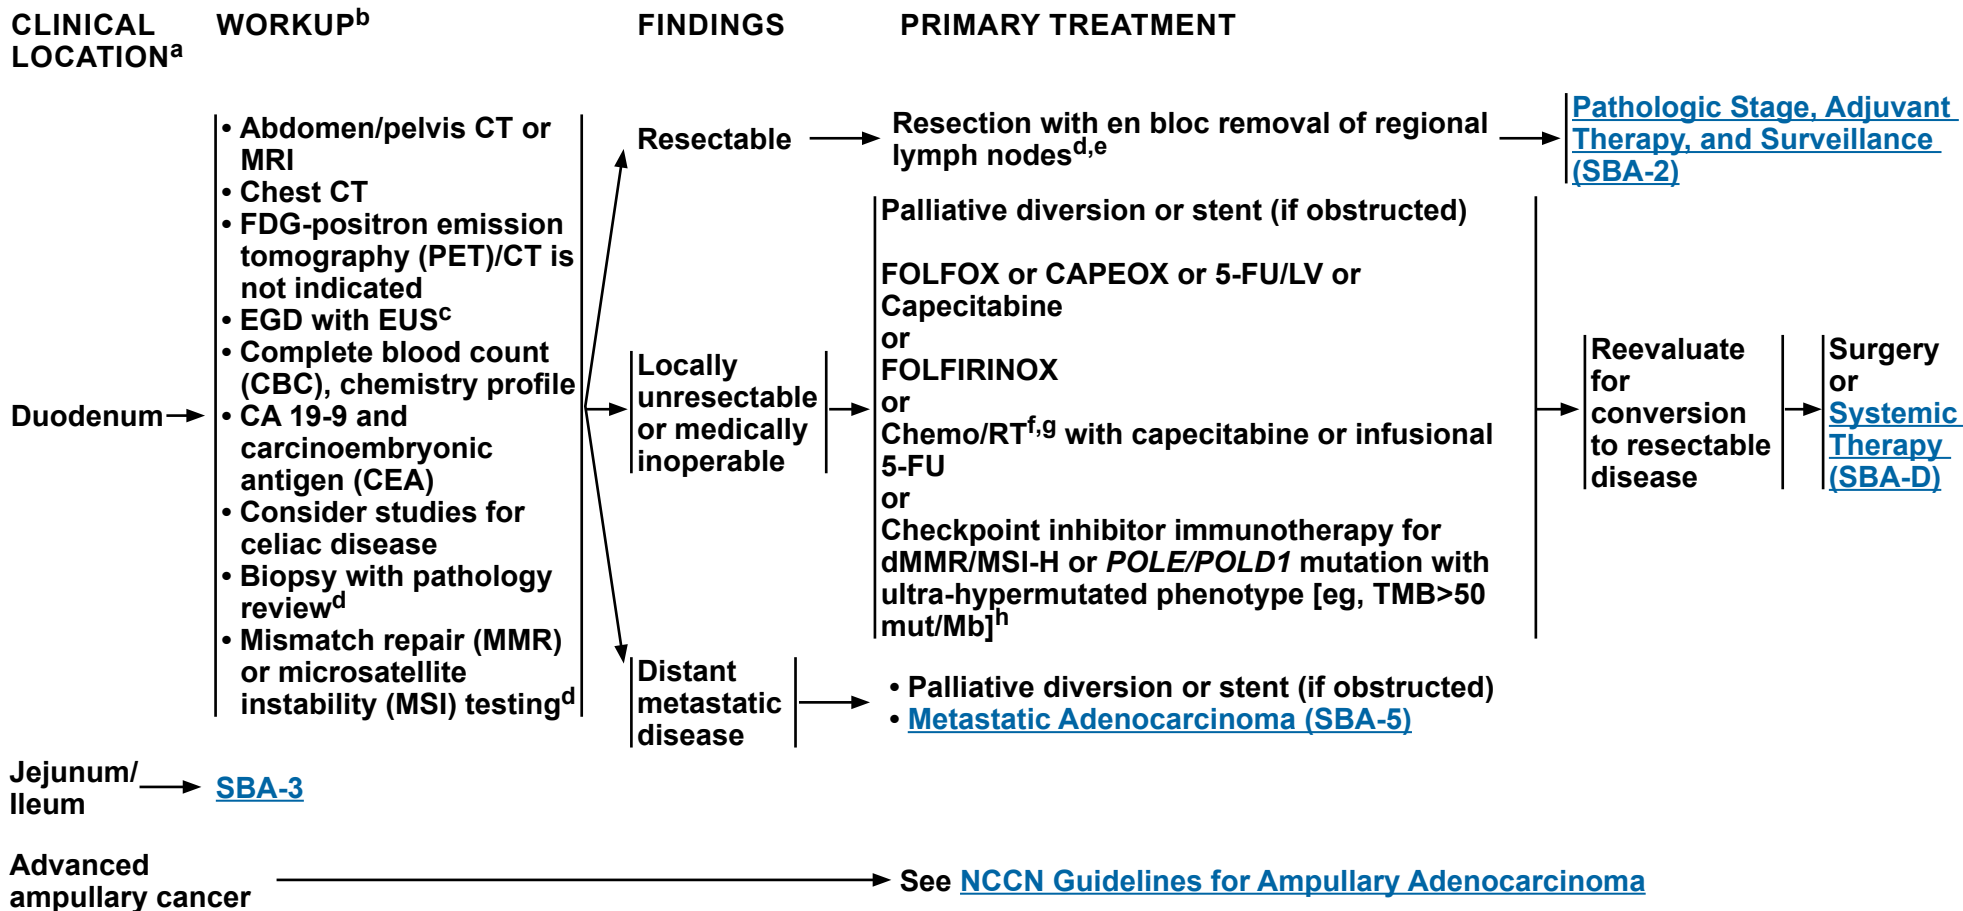 CLINICAL LOCATIONᵃ
WORKUPᵇ
FINDINGS
PRIMARY TREATMENT
Duodenum
• Abdomen/pelvis CT or
MRI
• Chest CT
• FDG-positron emission
tomography (PET)/CT is
not indicated
• EGD with EUSᶜ
• Complete blood count
(CBC), chemistry profile
• CA 19-9 and
carcinoembryonic
antigen (CEA)
• Consider studies for
celiac disease
• Biopsy with pathology
reviewᵈ
• Mismatch repair (MMR)
or microsatellite
instability (MSI) testingᵈ
Resectable
Resection with en bloc removal of regional
lymph nodesᵈ,ᵉ
Pathologic Stage, Adjuvant
Therapy, and Surveillance
(SBA-2)
Locally
unresectable
or medically
inoperable
Palliative diversion or stent (if obstructed)
FOLFOX or CAPEOX or 5-FU/LV or
Capecitabine
or
FOLFIRINOX
or
Chemo/RTᶠ,ᵍ with capecitabine or infusional
5-FU
or
Checkpoint inhibitor immunotherapy for
dMMR/MSI-H or POLE/POLD1 mutation with
ultra-hypermutated phenotype [eg, TMB>50
mut/Mb]ʰ
Reevaluate
for
conversion
to resectable
disease
Surgery
or
Systemic
Therapy
(SBA-D)
Distant
metastatic
disease
• Palliative diversion or stent (if obstructed)
• Metastatic Adenocarcinoma (SBA-5)
Jejunum/
Ileum
SBA-3
Advanced
ampullary cancer
See NCCN Guidelines for Ampullary Adenocarcinoma